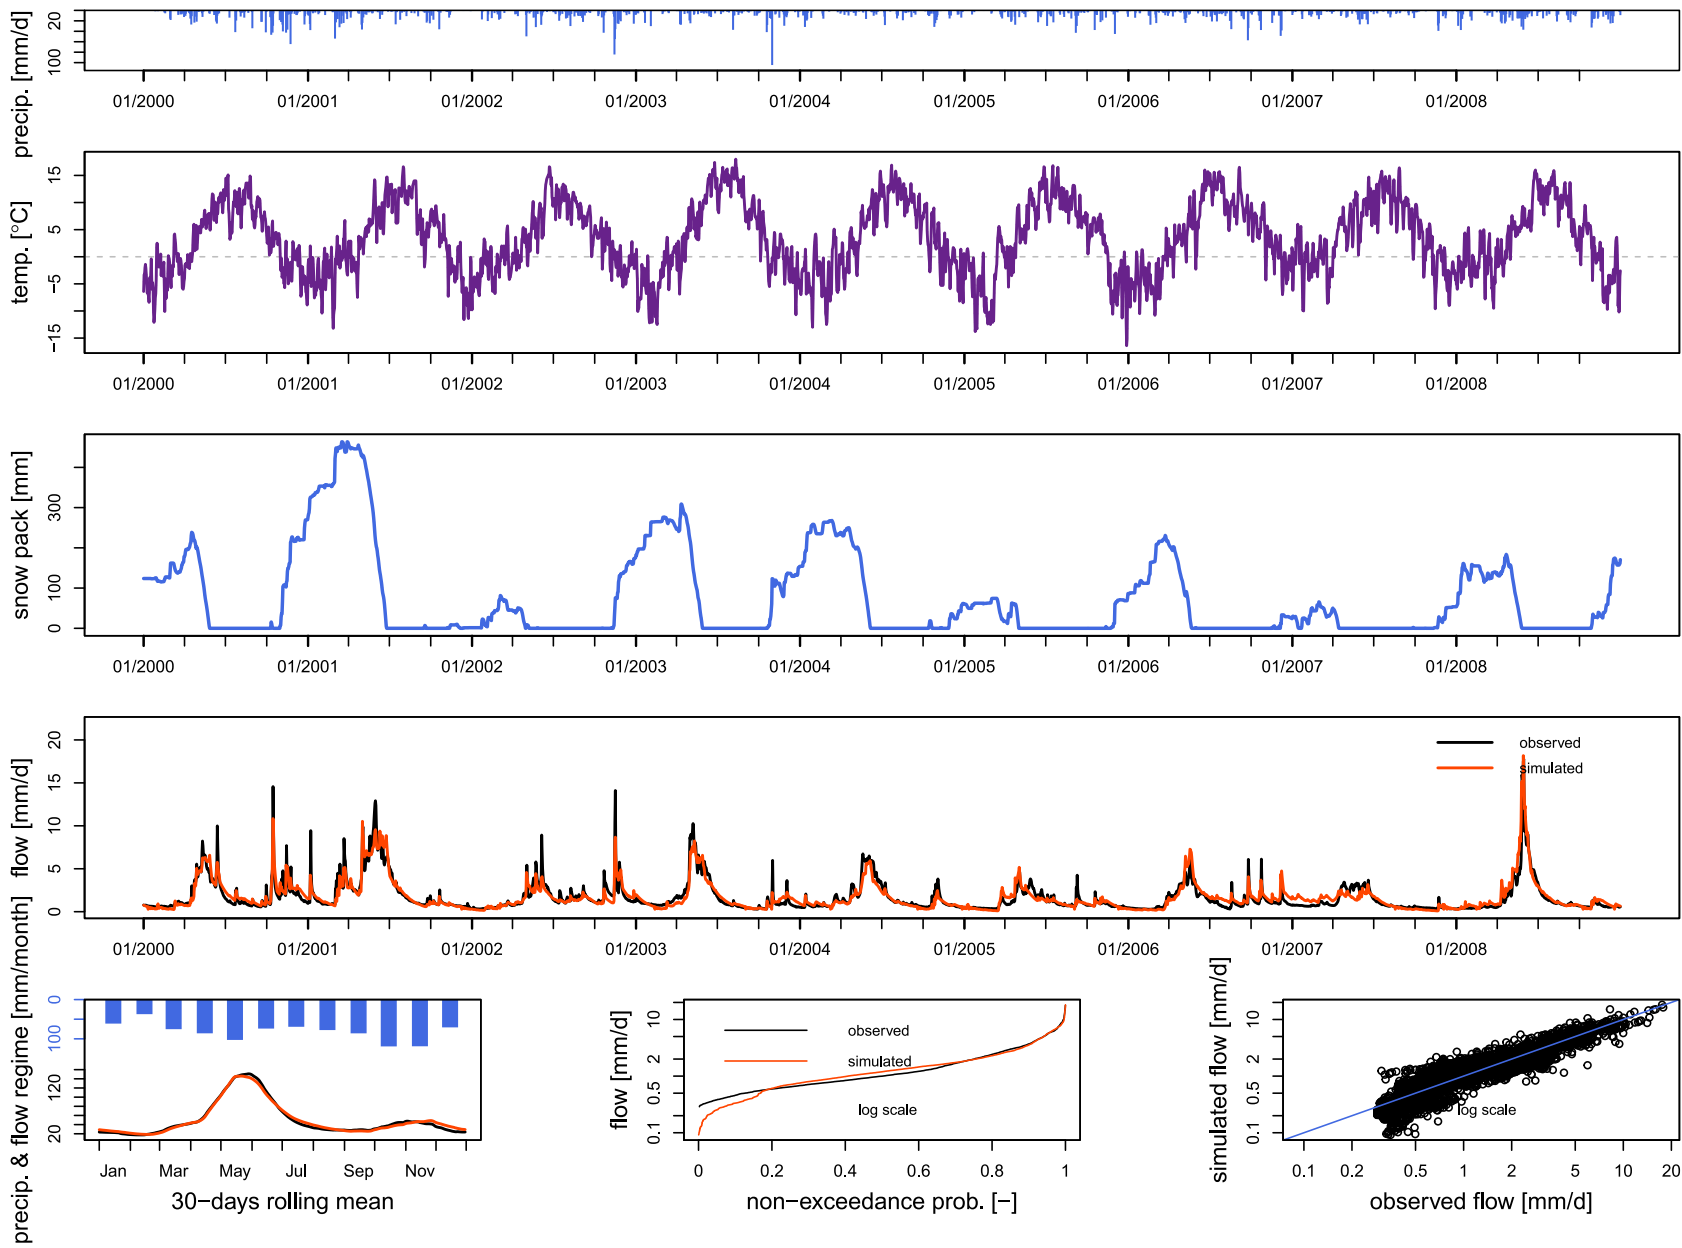 precip. [mm/d]
100
01/2000 01/2001 01/2002 01/2003 01/2004 01/2005 01/2006 01/2007 01/2008
temp. [°C]
15
5
−5
−15
01/2000 01/2001 01/2002 01/2003 01/2004 01/2005 01/2006 01/2007 01/2008
snow pack [mm]
300
100
0
01/2000 01/2001 01/2002 01/2003 01/2004 01/2005 01/2006 01/2007 01/2008
flow [mm/d]
20
15
10
5
0
observed
simulated
01/2000 01/2001 01/2002 01/2003 01/2004 01/2005 01/2006 01/2007 01/2008
precip. & flow regime [mm/month]
0
100
120
20
Jan Mar May Jul Sep Nov
30−days rolling mean
flow [mm/d]
10
2
0.5
0.1
observed
simulated
log scale
0 0.2 0.4 0.6 0.8 1
non−exceedance prob. [−]
simulated flow [mm/d]
10
2
0.5
0.1
log scale
0.1 0.2 0.5 1 2 5 10 20
observed flow [mm/d]